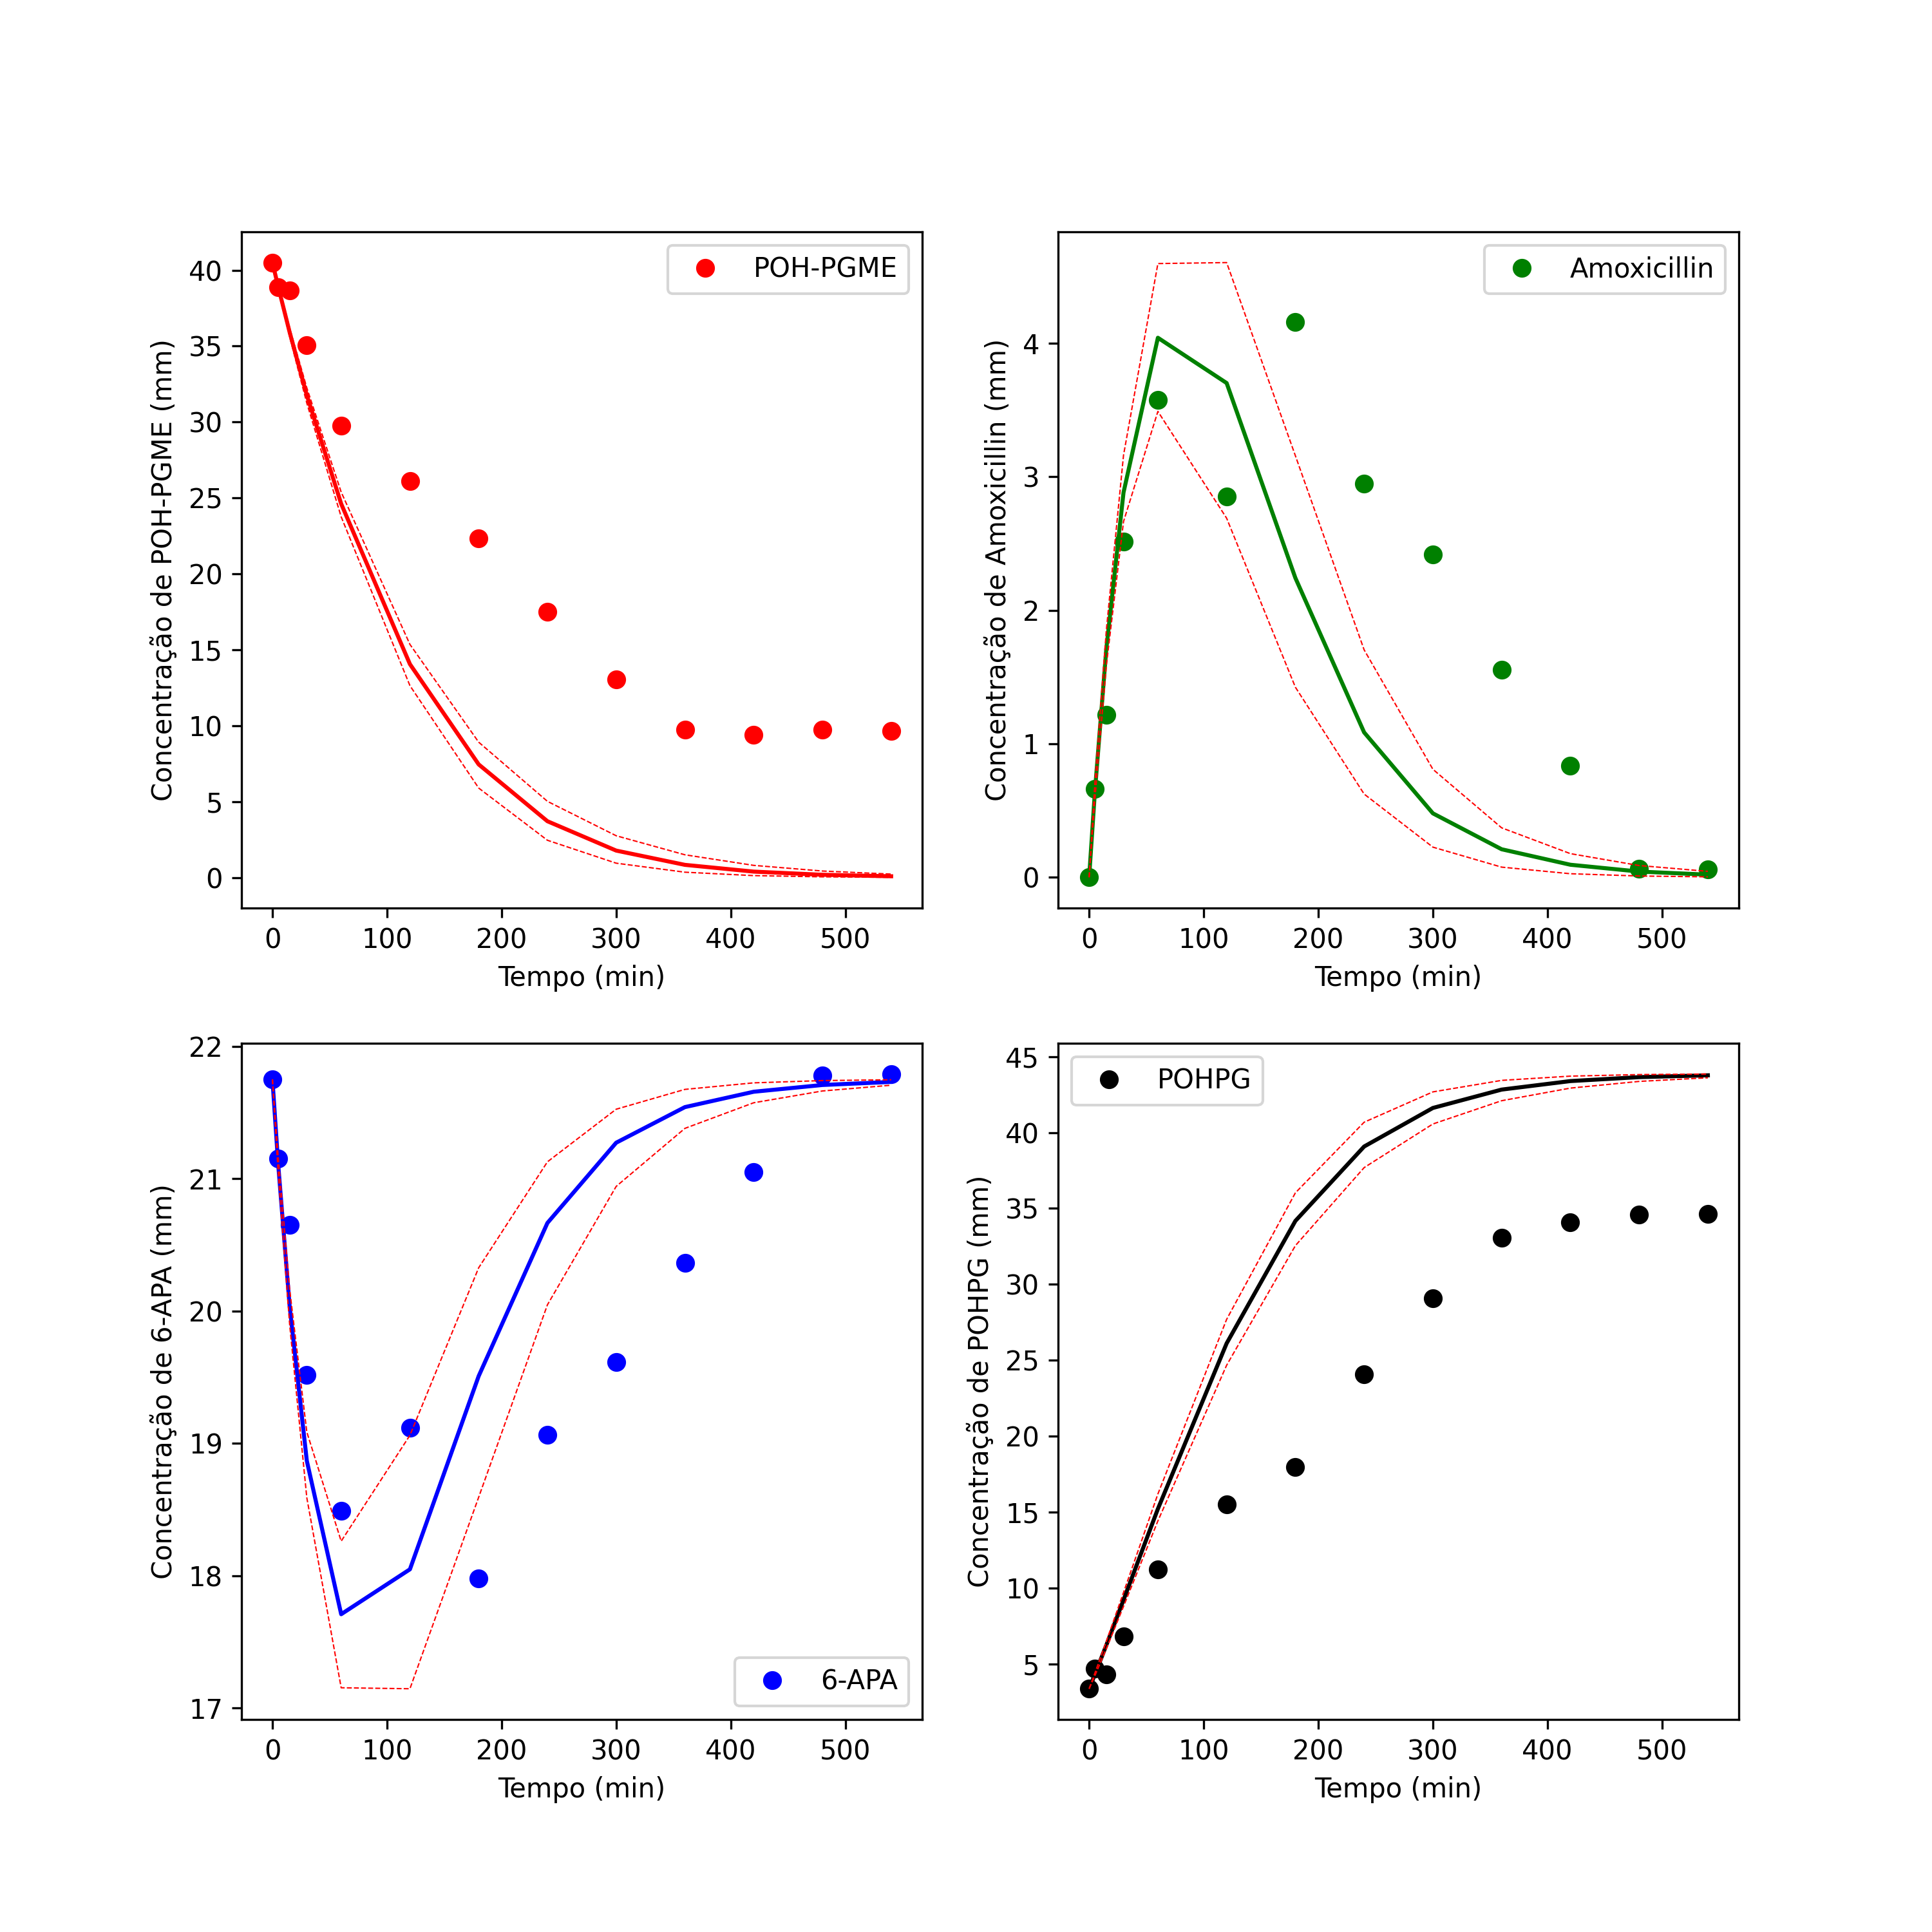 POH-PGME
Concentração de POH-PGME (mm)
40
35
30
25
20
15
10
5
0
0 100 200 300 400 500
Tempo (min)
Amoxicillin
Concentração de Amoxicillin (mm)
4
3
2
1
0
0 100 200 300 400 500
Tempo (min)
6-APA
Concentração de 6-APA (mm)
22
21
20
19
18
17
0 100 200 300 400 500
Tempo (min)
POHPG
Concentração de POHPG (mm)
45
40
35
30
25
20
15
10
5
0 100 200 300 400 500
Tempo (min)